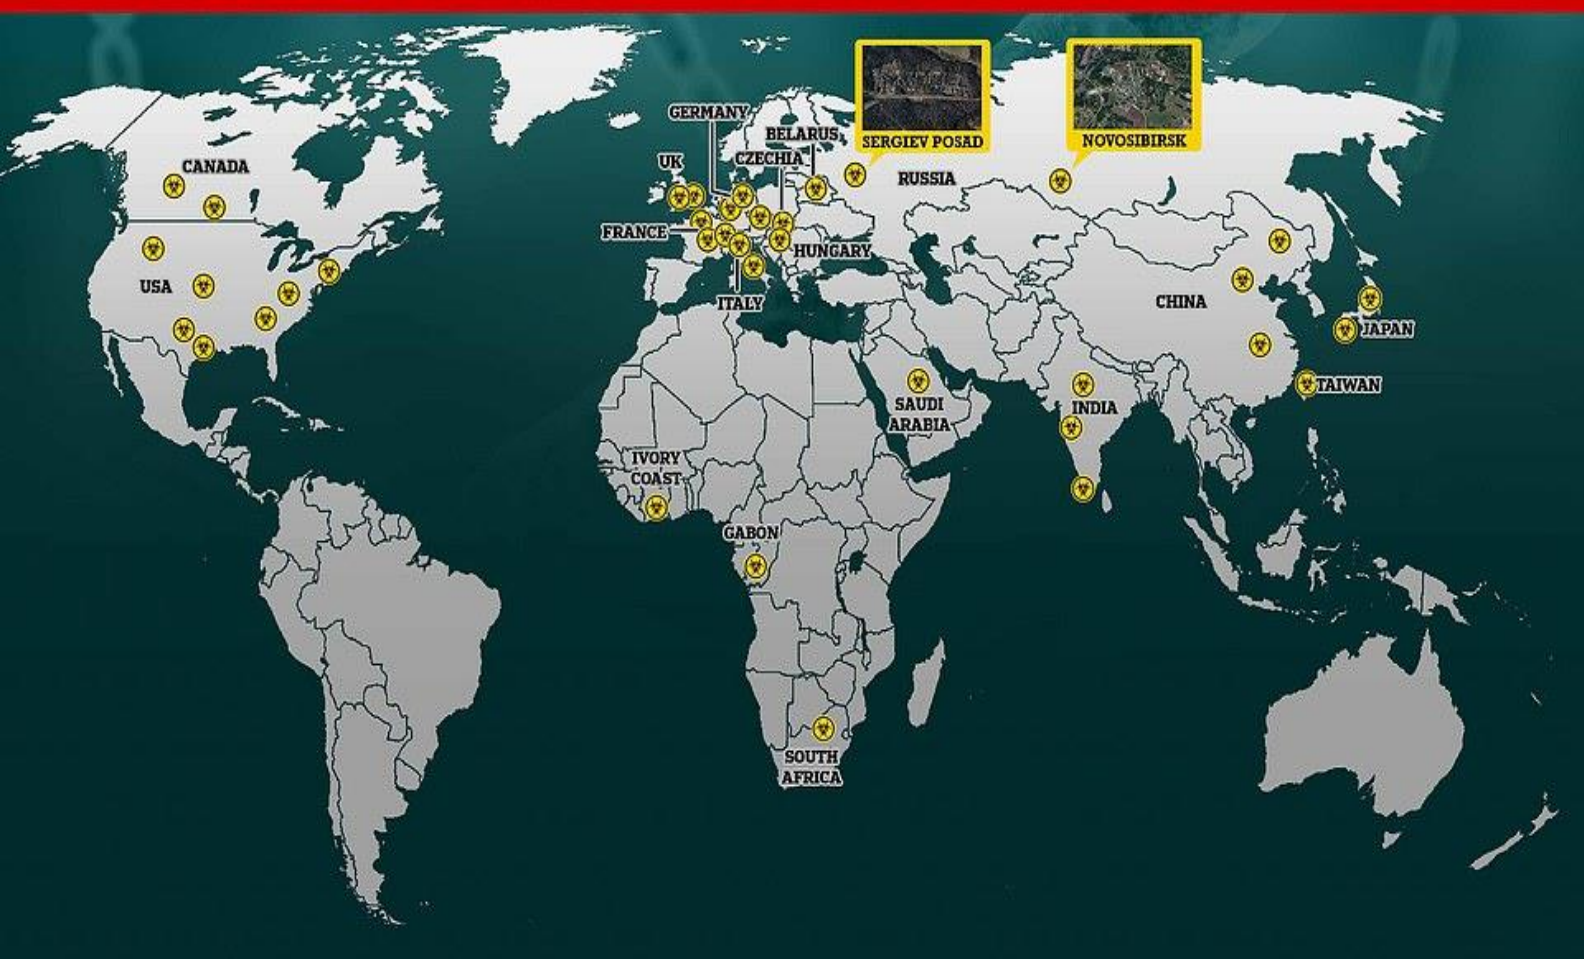 GERMANY
BELARUS
SERGIEV POSAD
NOVOSIBIRSK
UK
CZECHIA
CANADA
RUSSIA
FRANCE
HUNGARY
USA
ITALY
CHINA
JAPAN
TAIWAN
SAUDI
ARABIA
INDIA
IVORY
COAST
GABON
SOUTH
AFRICA